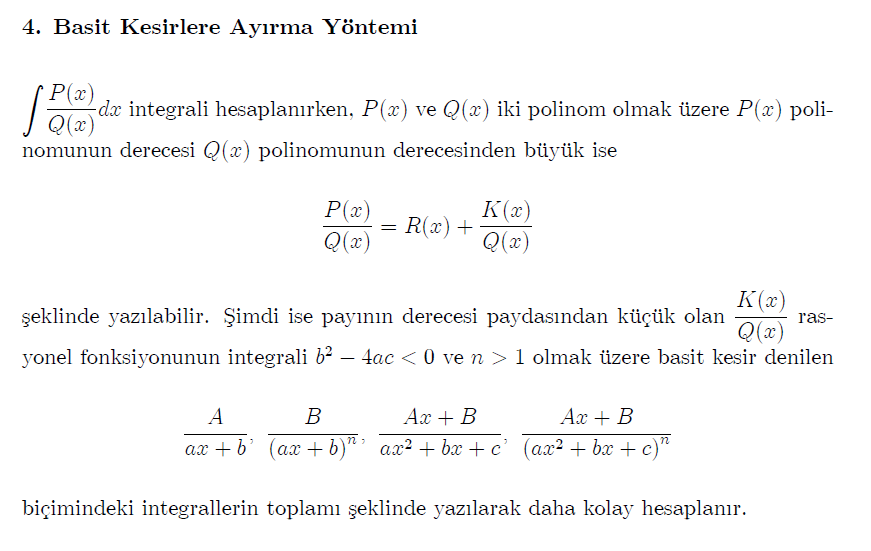 4. Basit Kesirlere Ayırma Yöntemi
∫ P(x)/Q(x) dx integrali hesaplanırken, P(x) ve Q(x) iki polinom olmak üzere P(x) poli-
nomunun derecesi Q(x) polinomunun derecesinden büyük ise
P(x)/Q(x) = R(x) + K(x)/Q(x)
şeklinde yazılabilir. Şimdi ise payının derecesi paydasından küçük olan K(x)/Q(x) ras-
yonel fonksiyonunun integrali b² − 4ac < 0 ve n > 1 olmak üzere basit kesir denilen
A/(ax + b), B/(ax + b)ⁿ, (Ax + B)/(ax² + bx + c), (Ax + B)/(ax² + bx + c)ⁿ
biçimindeki integrallerin toplamı şeklinde yazılarak daha kolay hesaplanır.